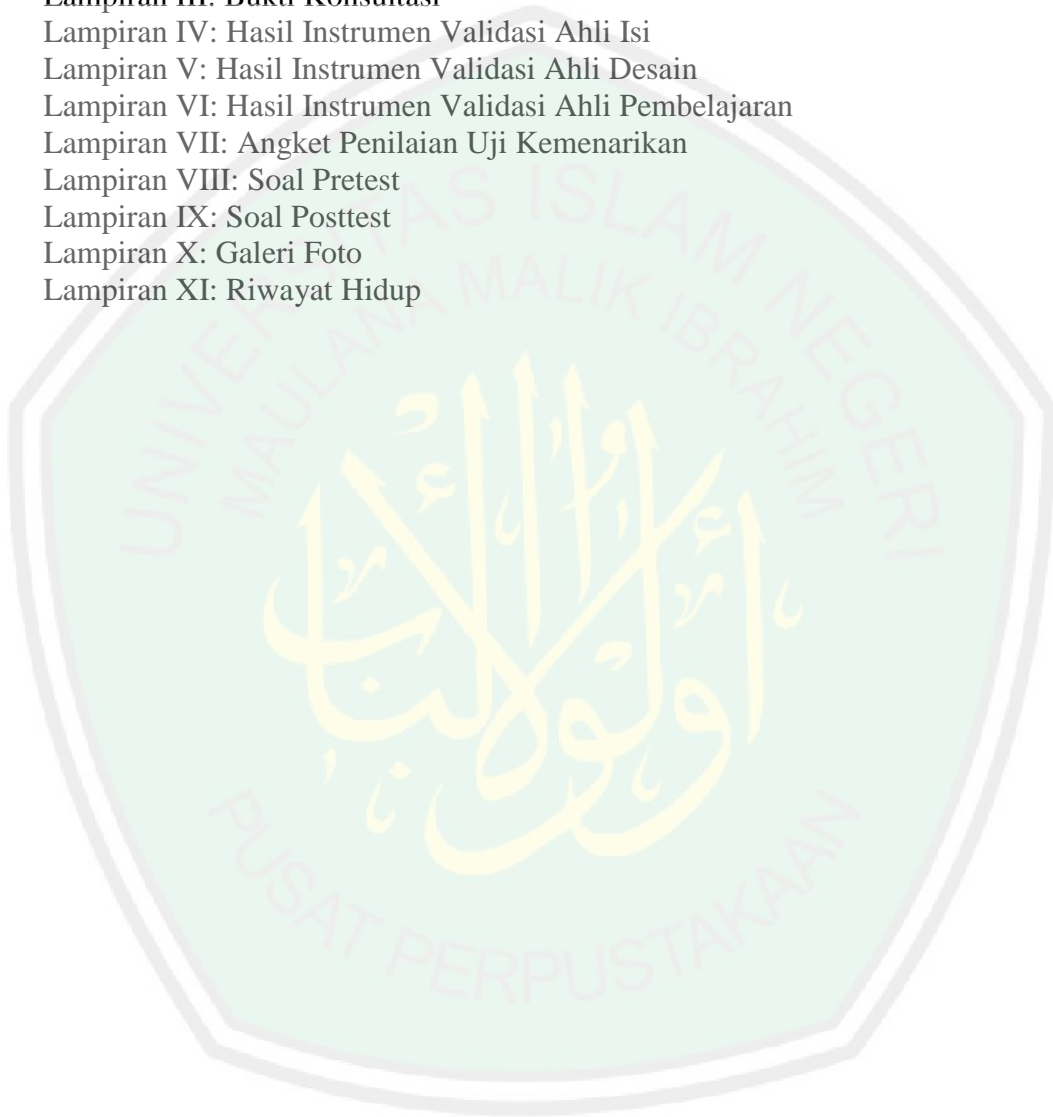 Lampiran III: Bukti Konsultasi
Lampiran IV: Hasil Instrumen Validasi Ahli Isi
Lampiran V: Hasil Instrumen Validasi Ahli Desain
Lampiran VI: Hasil Instrumen Validasi Ahli Pembelajaran
Lampiran VII: Angket Penilaian Uji Kemenarikan
Lampiran VIII: Soal Pretest
Lampiran IX: Soal Posttest
Lampiran X: Galeri Foto
Lampiran XI: Riwayat Hidup
UNIVERSITAS ISLAM NEGERI
MAULANA MALIK IBRAHIM
PUSAT PERPUSTAKAAN